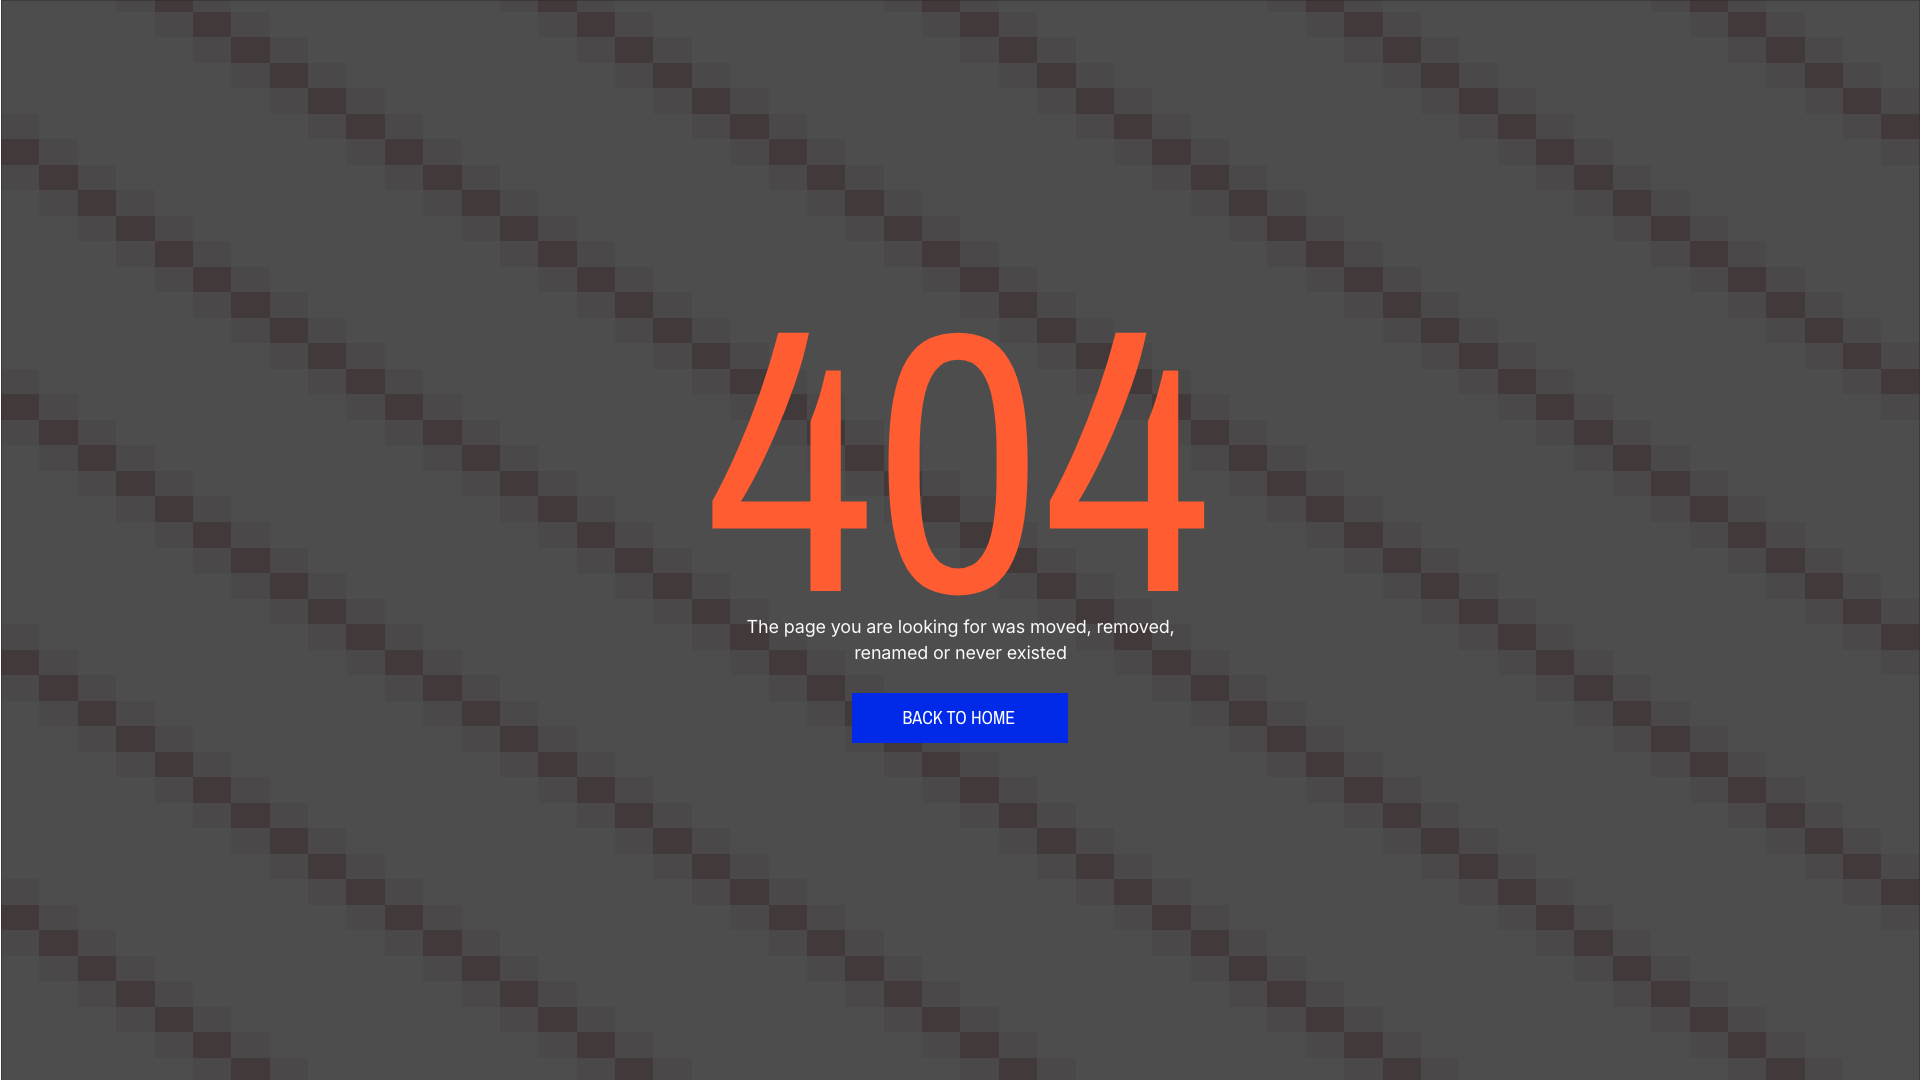 404
The page you are looking for was moved, removed,
renamed or never existed
BACK TO HOME